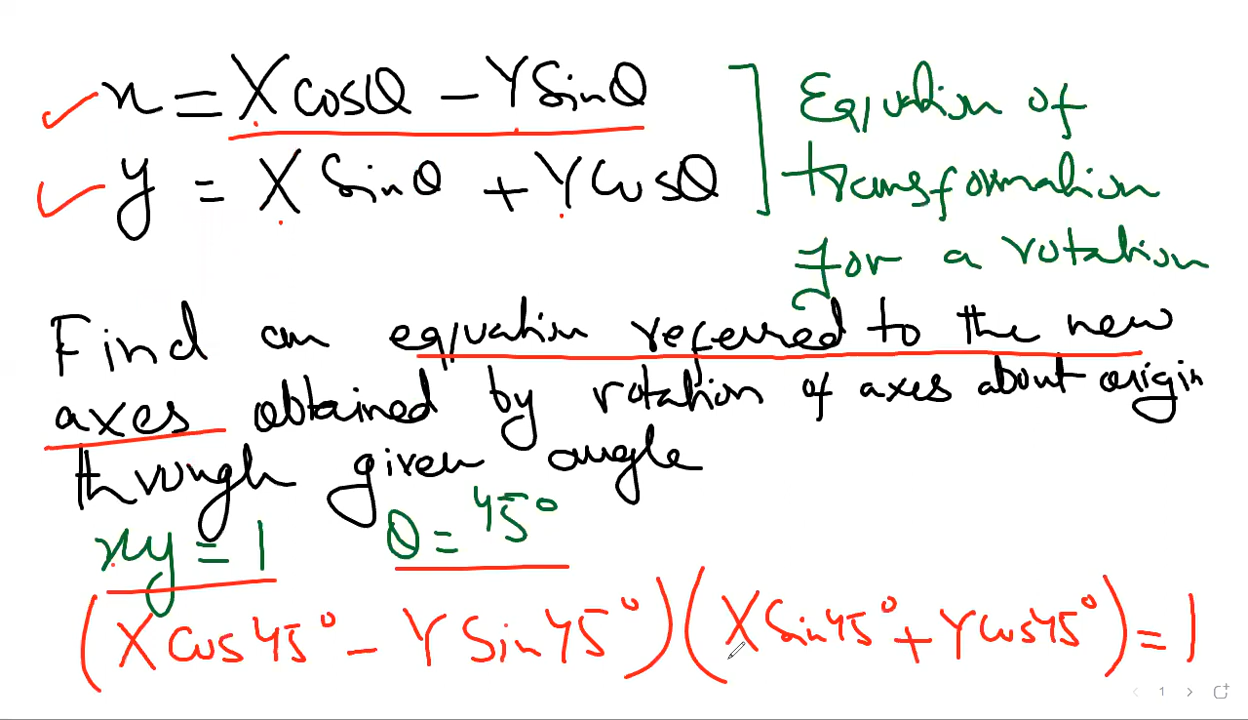 x = X cosθ − Y Sinθ
y = X Sinθ + Y Cosθ
Equation of
transformation
for a rotation
Find an equation referred to the new
axes obtained by rotation of axes about origin
through given angle
xy = 1 θ = 45°
(X Cos 45° − Y Sin 45°) (X Sin 45° + Y Cos 45°) = 1
1